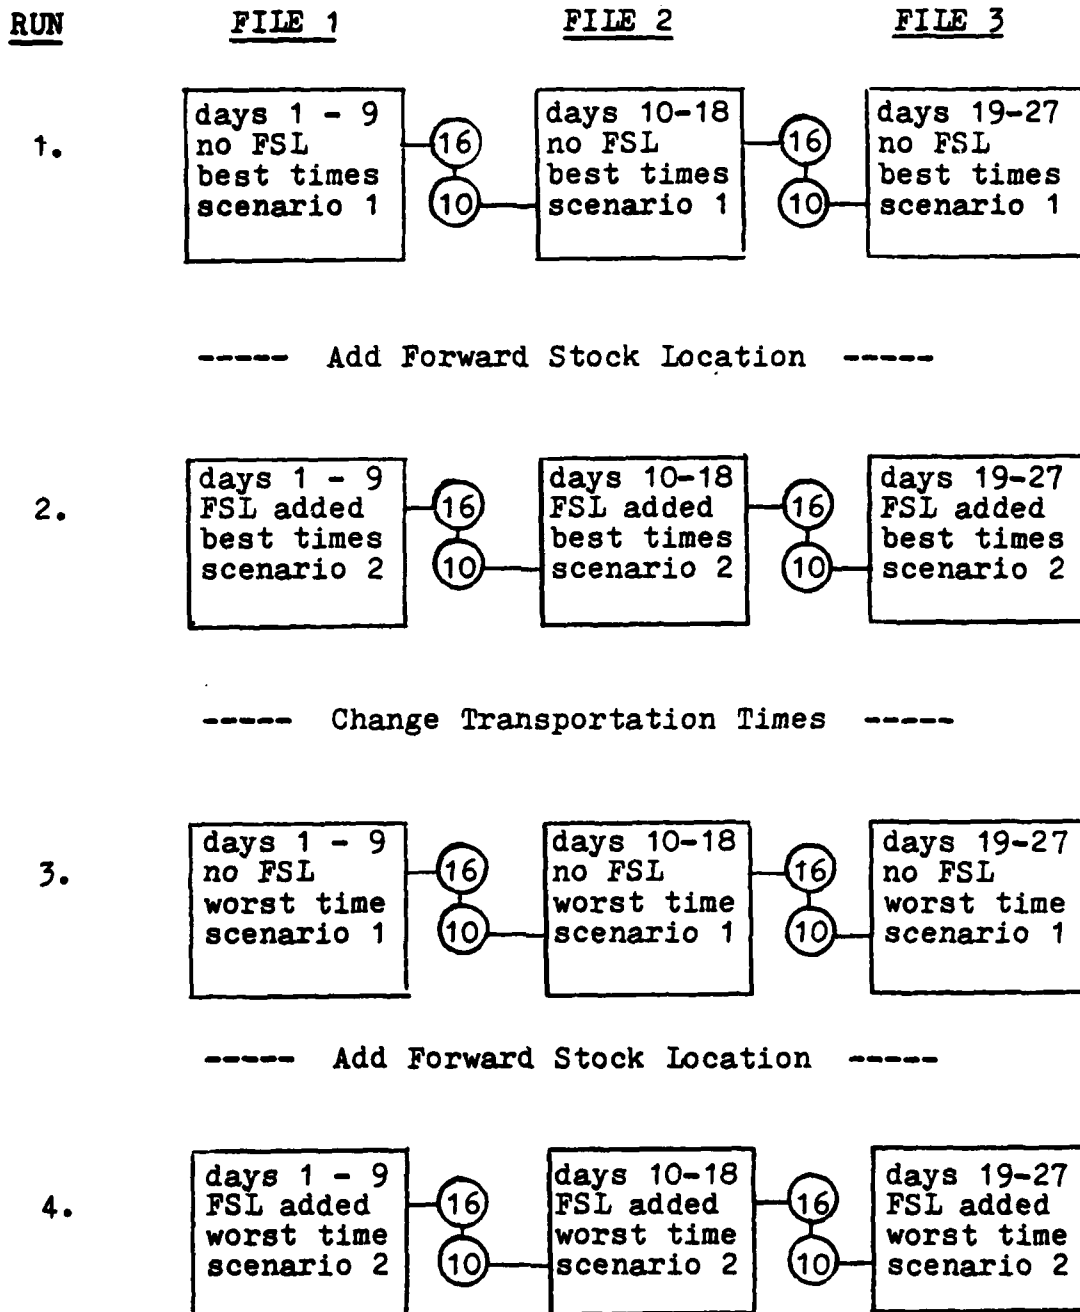 RUN FILE 1 FILE 2 FILE 3
1.
days 1 - 9
no FSL
best times
scenario 1
16
10
days 10-18
no FSL
best times
scenario 1
16
10
days 19-27
no FSL
best times
scenario 1
----- Add Forward Stock Location -----
2.
days 1 - 9
FSL added
best times
scenario 2
16
10
days 10-18
FSL added
best times
scenario 2
16
10
days 19-27
FSL added
best times
scenario 2
----- Change Transportation Times -----
3.
days 1 - 9
no FSL
worst time
scenario 1
16
10
days 10-18
no FSL
worst time
scenario 1
16
10
days 19-27
no FSL
worst time
scenario 1
----- Add Forward Stock Location -----
4.
days 1 - 9
FSL added
worst time
scenario 2
16
10
days 10-18
FSL added
worst time
scenario 2
16
10
days 19-27
FSL added
worst time
scenario 2